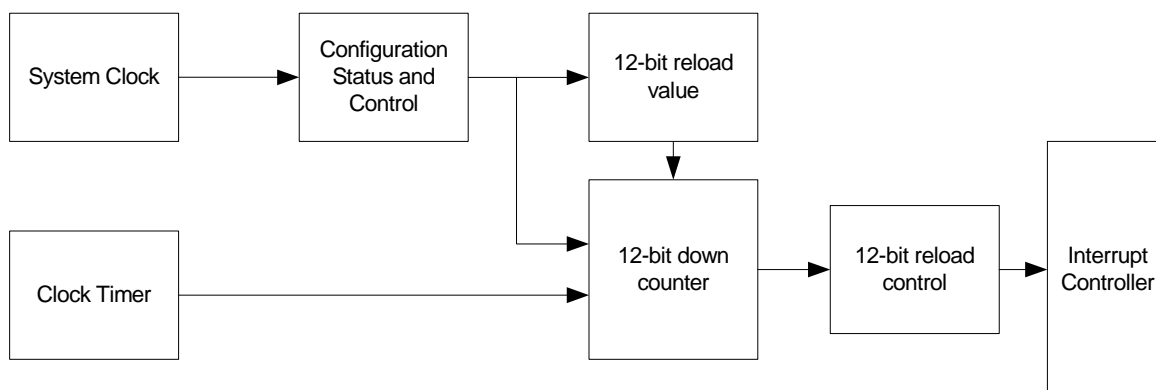 System Clock
Configuration
Status and
Control
12-bit reload
value
Clock Timer
12-bit down
counter
12-bit reload
control
Interrupt
Controller